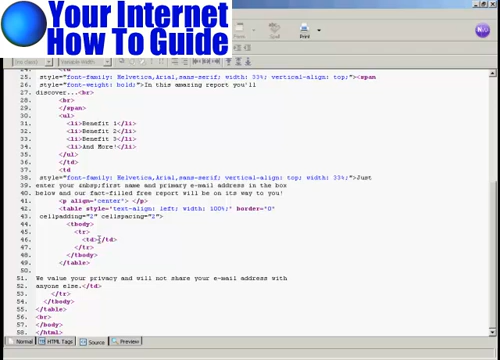 Your Internet
How To Guide
Print
25. style="font-family: Helvetica,Arial,sans-serif; width: 33%; vertical-align: top;"><span
26. style="font-weight: bold;">In this amazing report you'll
27. discover...<br>
28. <br>
29. </span>
30. <ul>
31. <li>Benefit 1</li>
32. <li>Benefit 2</li>
33. <li>Benefit 3</li>
34. <li>And More!</li>
35. </ul>
36. </td>
37. <td
38. style="font-family: Helvetica,Arial,sans-serif; vertical-align: top; width: 33%;">Just
39. enter your &nbsp;first name and primary e-mail address in the box
40. below and our fact-filled free report will be on its way to you!
41. <p align='center'> </p>
42. <table style="text-align: left; width: 100%;" border="0"
43. cellpadding="2" cellspacing="2">
44. <tbody>
45. <tr>
46. <td></td>
47. </tr>
48. </tbody>
49. </table>
50.
51. We value your privacy and will not share your e-mail address with
52. anyone else.</td>
53. </tr>
54. </tbody>
55. </table>
56. <br>
57. </body>
58. </html>
Normal HTML Tags Source Preview